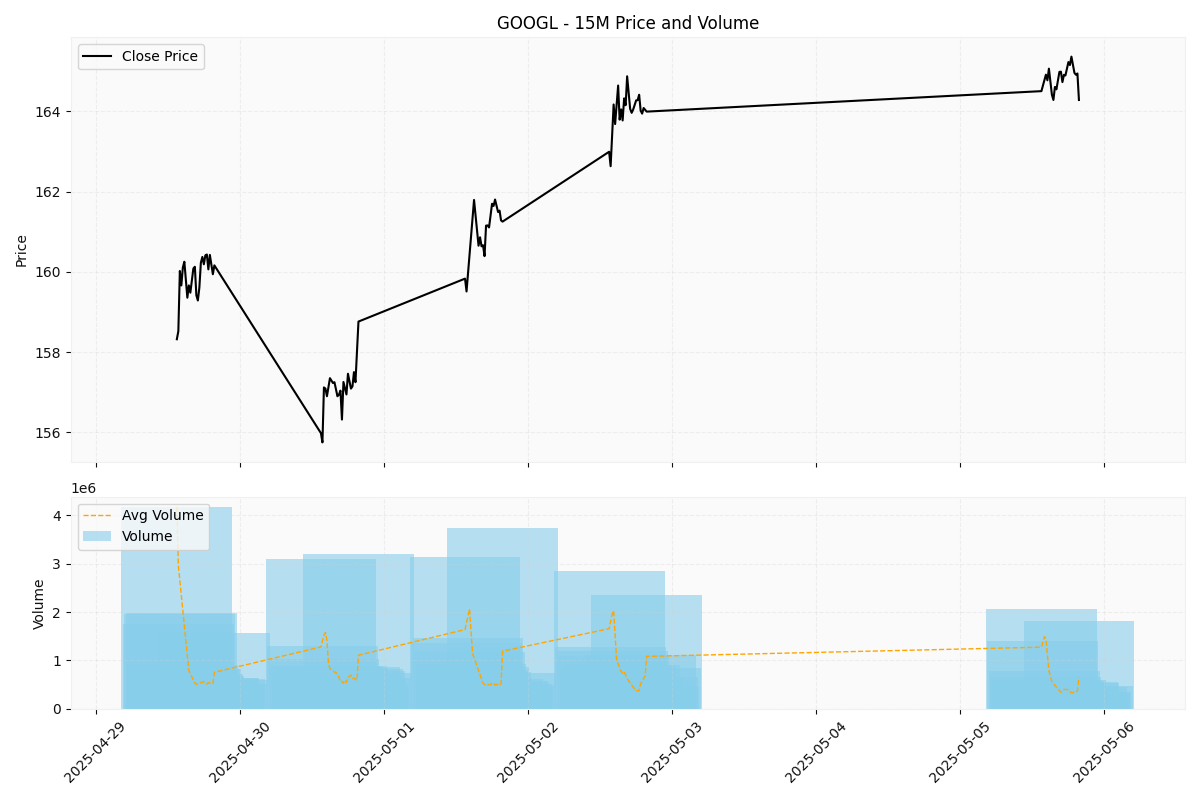 GOOGL - 15M Price and Volume
Close Price
164
162
160
158
156
Price
1e6
Avg Volume
Volume
4
3
2
1
0
Volume
2025-04-29
2025-04-30
2025-05-01
2025-05-02
2025-05-03
2025-05-04
2025-05-05
2025-05-06